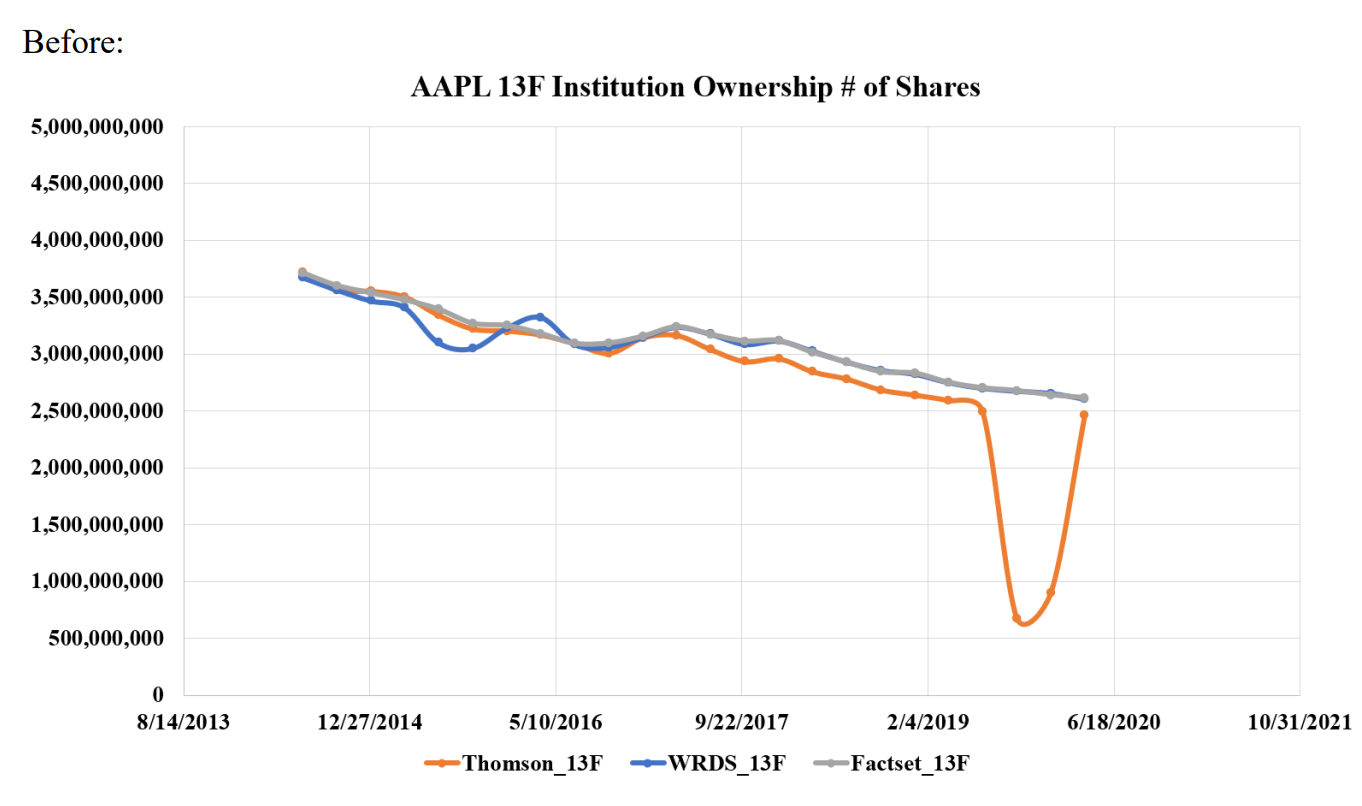 Before:
AAPL 13F Institution Ownership # of Shares
5,000,000,000
4,500,000,000
4,000,000,000
3,500,000,000
3,000,000,000
2,500,000,000
2,000,000,000
1,500,000,000
1,000,000,000
500,000,000
0
8/14/2013 12/27/2014 5/10/2016 9/22/2017 2/4/2019 6/18/2020 10/31/2021
Thomson_13F WRDS_13F Factset_13F